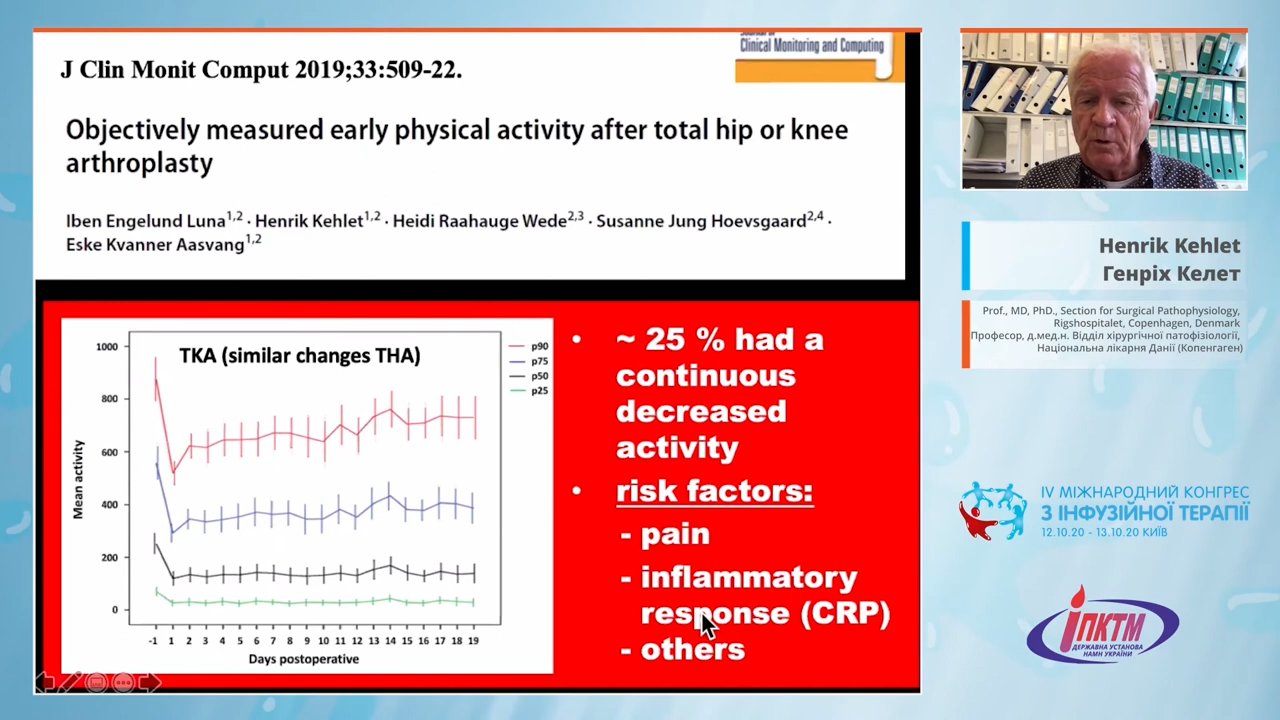 Clinical Monitoring and Computing
J Clin Monit Comput 2019;33:509-22.
Objectively measured early physical activity after total hip or knee
arthroplasty
Iben Engelund Luna1,2 · Henrik Kehlet1,2 · Heidi Raahauge Wede2,3 · Susanne Jung Hoevsgaard2,4 ·
Eske Kvanner Aasvang1,2
TKA (similar changes THA)
p90
p75
p50
p25
1000
800
600
400
200
0
Mean activity
-1 1 2 3 4 5 6 7 8 9 10 11 12 13 14 15 16 17 18 19
Days postoperative
• ~ 25 % had a
continuous
decreased
activity
• risk factors:
- pain
- inflammatory
response (CRP)
- others
Henrik Kehlet
Генріх Келет
Prof., MD, PhD., Section for Surgical Pathophysiology,
Rigshospitalet, Copenhagen, Denmark
Професор, д.мед.н. Відділ хірургічної патофізіології,
Національна лікарня Данії (Копенгаген)
IV МІЖНАРОДНИЙ КОНГРЕС
З ІНФУЗІЙНОЇ ТЕРАПІЇ
12.10.20 - 13.10.20 КИЇВ
ІПКТМ
ДЕРЖАВНА УСТАНОВА
НАМН УКРАЇНИ